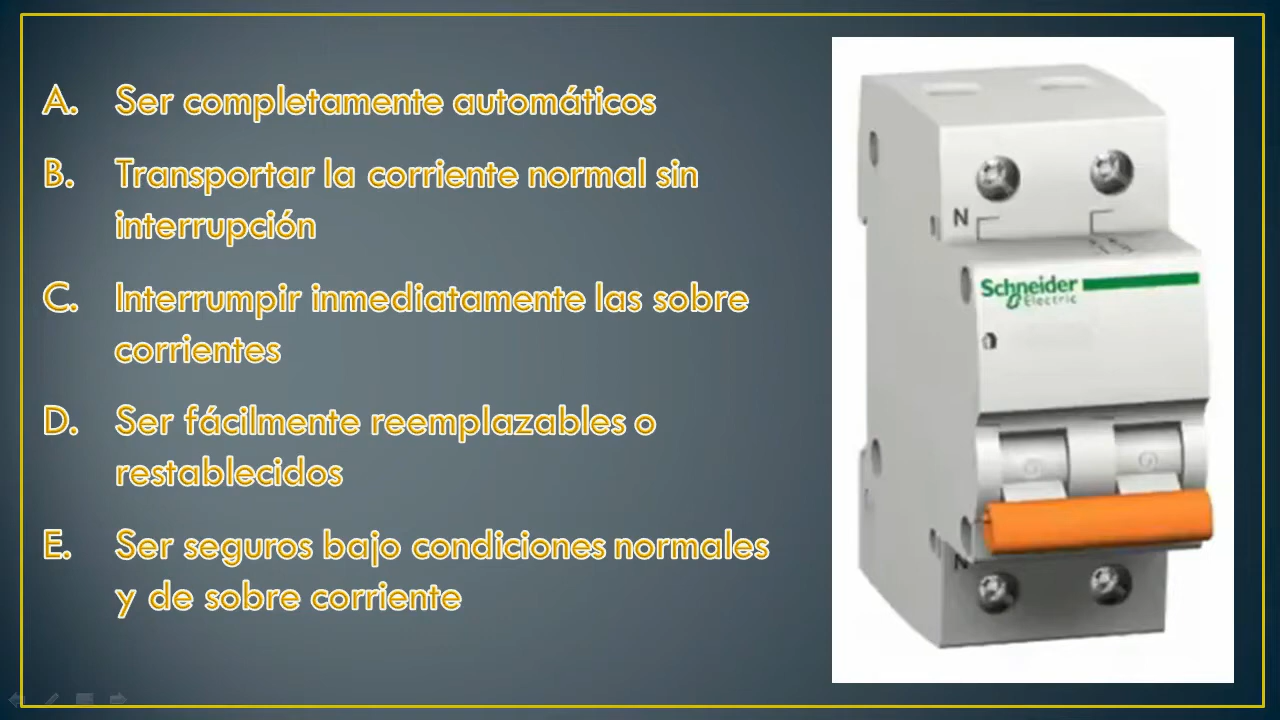 A. Ser completamente automáticos
B. Transportar la corriente normal sin
interrupción
C. Interrumpir inmediatamente las sobre
corrientes
D. Ser fácilmente reemplazables o
restablecidos
E. Ser seguros bajo condiciones normales
y de sobre corriente
N
Schneider
Electric
N